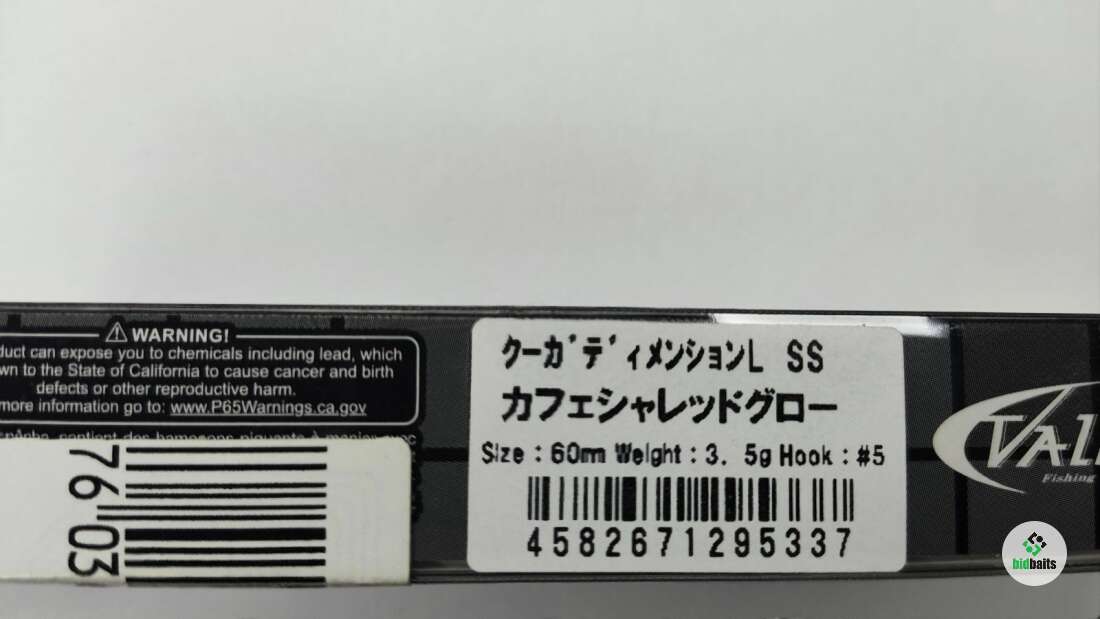 WARNING!
duct can expose you to chemicals including lead, which
wn to the State of California to cause cancer and birth
defects or other reproductive harm.
more information go to: www.P65Warnings.ca.gov
76 03
クーガ゛ディメンションL SS
カフェシャレッドグロー
Size : 60mm Weight : 3. 5g Hook : #5
4582671295337
VAL
Fishing
bidbaits